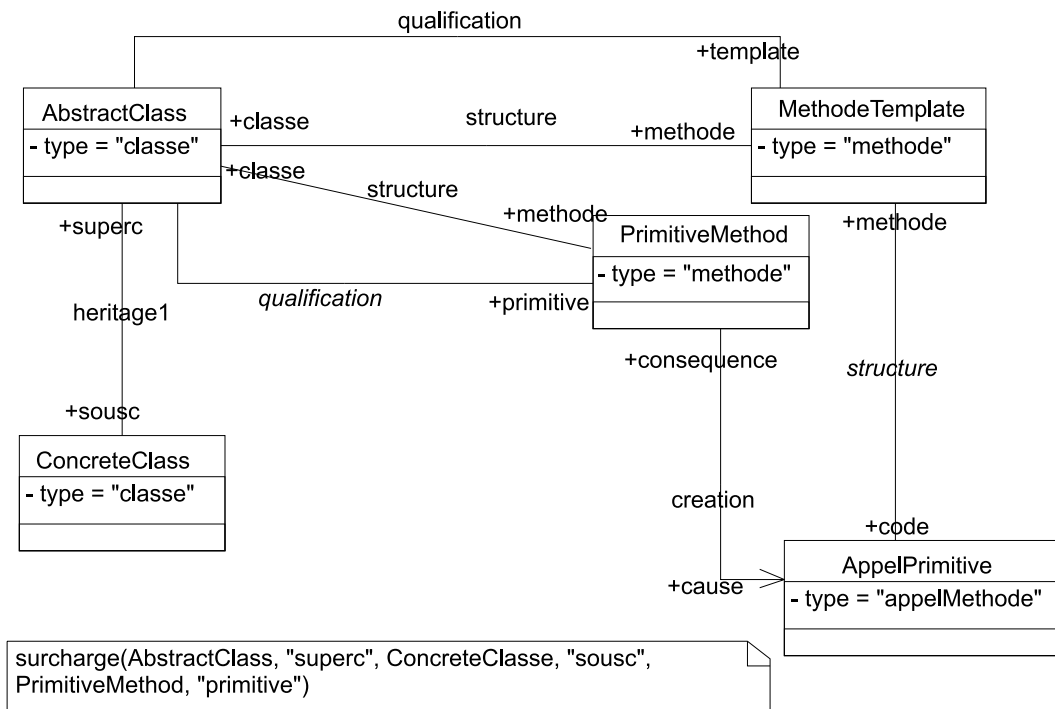 qualification
+template
AbstractClass
- type = "classe"
MethodeTemplate
- type = "methode"
+classe
structure
+methode
+classe
structure
+methode
+superc
+methode
PrimitiveMethod
- type = "methode"
qualification
+primitive
heritage1
+consequence
structure
+sousc
ConcreteClass
- type = "classe"
creation
+code
AppelPrimitive
- type = "appelMethode"
+cause
surcharge(AbstractClass, "superc", ConcreteClasse, "sousc",
PrimitiveMethod, "primitive")